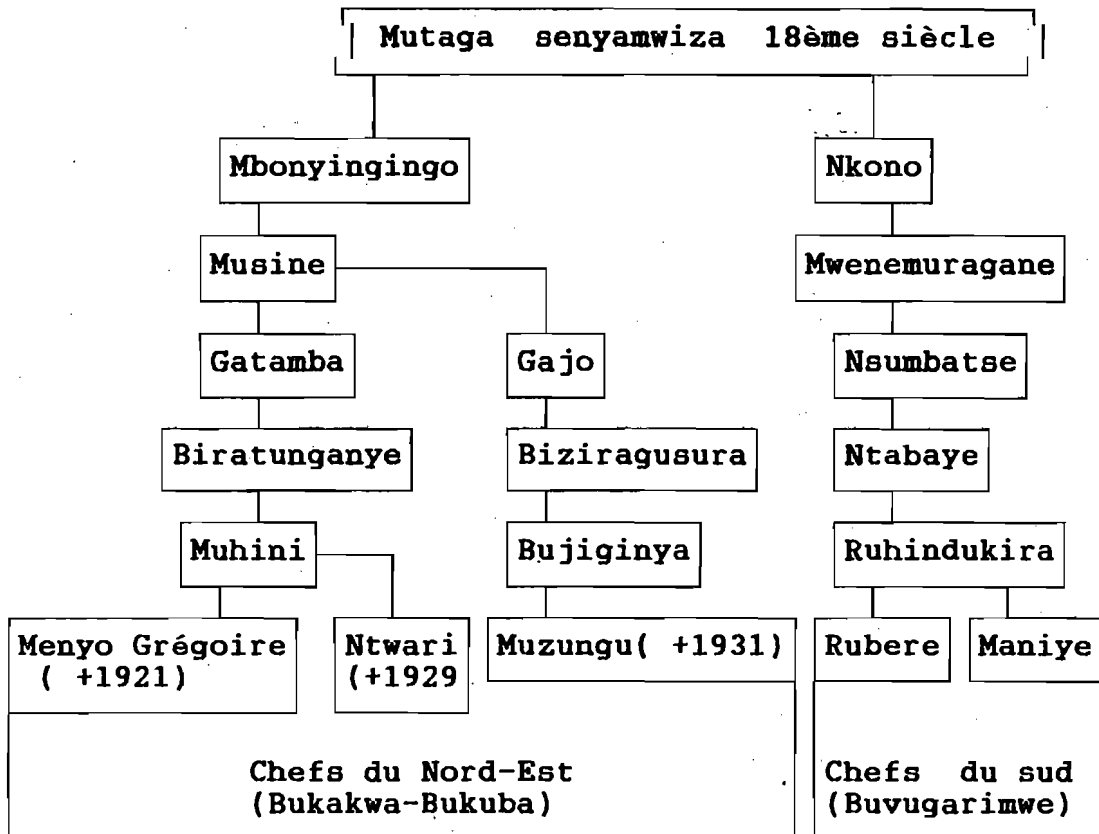 Mutaga senyamwiza 18ème siècle
Mbonyingingo
Nkono
Musine
Mwenemuragane
Gatamba
Gajo
Nsumbatse
Biratunganye
Biziragusura
Ntabaye
Muhini
Bujiginya
Ruhindukira
Menyo Grégoire
( +1921)
Ntwari
(+1929
Muzungu( +1931)
Rubere
Maniye
Chefs du Nord-Est
(Bukakwa-Bukuba)
Chefs du sud
(Buvugarimwe)